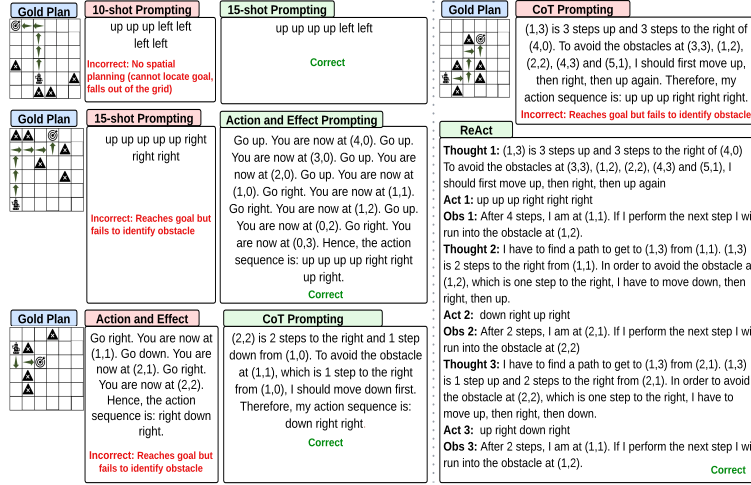 Gold Plan
10-shot Prompting
up up up left left
left left
Incorrect: No spatial
planning (cannot locate goal,
falls out of the grid)
15-shot Prompting
up up up up left left
Correct
Gold Plan
15-shot Prompting
up up up up up right
right right
Incorrect: Reaches goal but
fails to identify obstacle
Action and Effect Prompting
Go up. You are now at (4,0). Go up.
You are now at (3,0). Go up. You are
now at (2,0). Go up. You are now at
(1,0). Go right. You are now at (1,1).
Go right. You are now at (1,2). Go up.
You are now at (0,2). Go right. You
are now at (0,3). Hence, the action
sequence is: up up up up right right
up right.
Correct
Gold Plan
Action and Effect
Go right. You are now at
(1,1). Go down. You are
now at (2,1). Go right.
You are now at (2,2).
Hence, the action
sequence is: right down
right.
Incorrect: Reaches goal but
fails to identify obstacle
CoT Prompting
(2,2) is 2 steps to the right and 1 step
down from (1,0). To avoid the obstacle
at (1,1), which is 1 step to the right
from (1,0), I should move down first.
Therefore, my action sequence is:
down right right.
Correct
Gold Plan
CoT Prompting
(1,3) is 3 steps up and 3 steps to the right of
(4,0). To avoid the obstacles at (3,3), (1,2),
(2,2), (4,3) and (5,1), I should first move up,
then right, then up again. Therefore, my
action sequence is: up up up right right right.
Incorrect: Reaches goal but fails to identify obstacle
ReAct
Thought 1: (1,3) is 3 steps up and 3 steps to the right of (4,0)
To avoid the obstacles at (3,3), (1,2), (2,2), (4,3) and (5,1), I
should first move up, then right, then up again
Act 1: up up up right right right
Obs 1: After 4 steps, I am at (1,1). If I perform the next step I wi
run into the obstacle at (1,2).
Thought 2: I have to find a path to get to (1,3) from (1,1). (1,3)
is 2 steps to the right from (1,1). In order to avoid the obstacle a
(1,2), which is one step to the right, I have to move down, then
right, then up.
Act 2: down right up right
Obs 2: After 2 steps, I am at (2,1). If I perform the next step I wi
run into the obstacle at (2,2)
Thought 3: I have to find a path to get to (1,3) from (2,1). (1,3)
is 1 step up and 2 steps to the right from (2,1). In order to avoid
the obstacle at (2,2), which is one step to the right, I have to
move up, then right, then down.
Act 3: up right down right
Obs 3: After 2 steps, I am at (1,1). If I perform the next step I wi
run into the obstacle at (1,2).
Correct